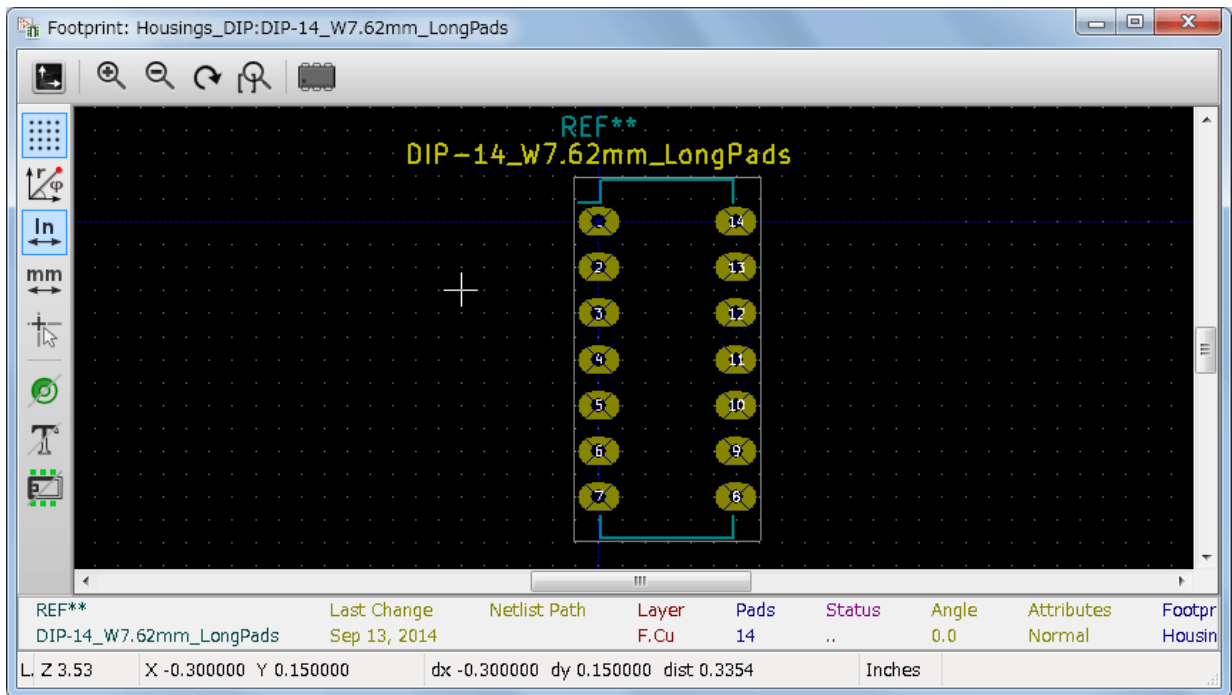 Footprint: Housings_DIP:DIP-14_W7.62mm_LongPads
In
mm
REF**
DIP-14_W7.62mm_LongPads
1 14
2 13
3 12
4 11
5 10
6 9
7 8
REF** Last Change Netlist Path Layer Pads Status Angle Attributes Footpr
DIP-14_W7.62mm_LongPads Sep 13, 2014 F.Cu 14 .. 0.0 Normal Housin
L. Z 3.53 X -0.300000 Y 0.150000 dx -0.300000 dy 0.150000 dist 0.3354 Inches